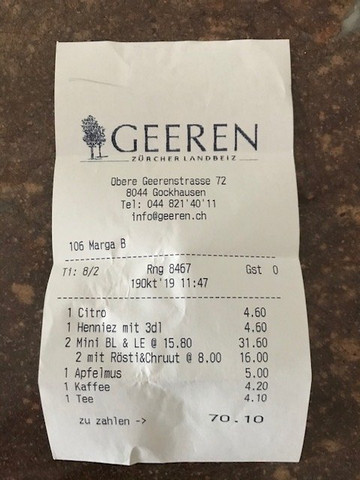 GEEREN
ZÜRCHER LANDBEIZ
Obere Geerenstrasse 72
8044 Gockhausen
Tel: 044 821'40'11
info@geeren.ch
106 Marga B
T1: 8/2 Rng 8467 Gst 0
19Okt'19 11:47
1 Citro 4.60
1 Henniez mit 3dl 4.60
2 Mini BL & LE @ 15.80 31.60
2 mit Rösti&Chruut @ 8.00 16.00
1 Apfelmus 5.00
1 Kaffee 4.20
1 Tee 4.10
zu zahlen -> 70.10